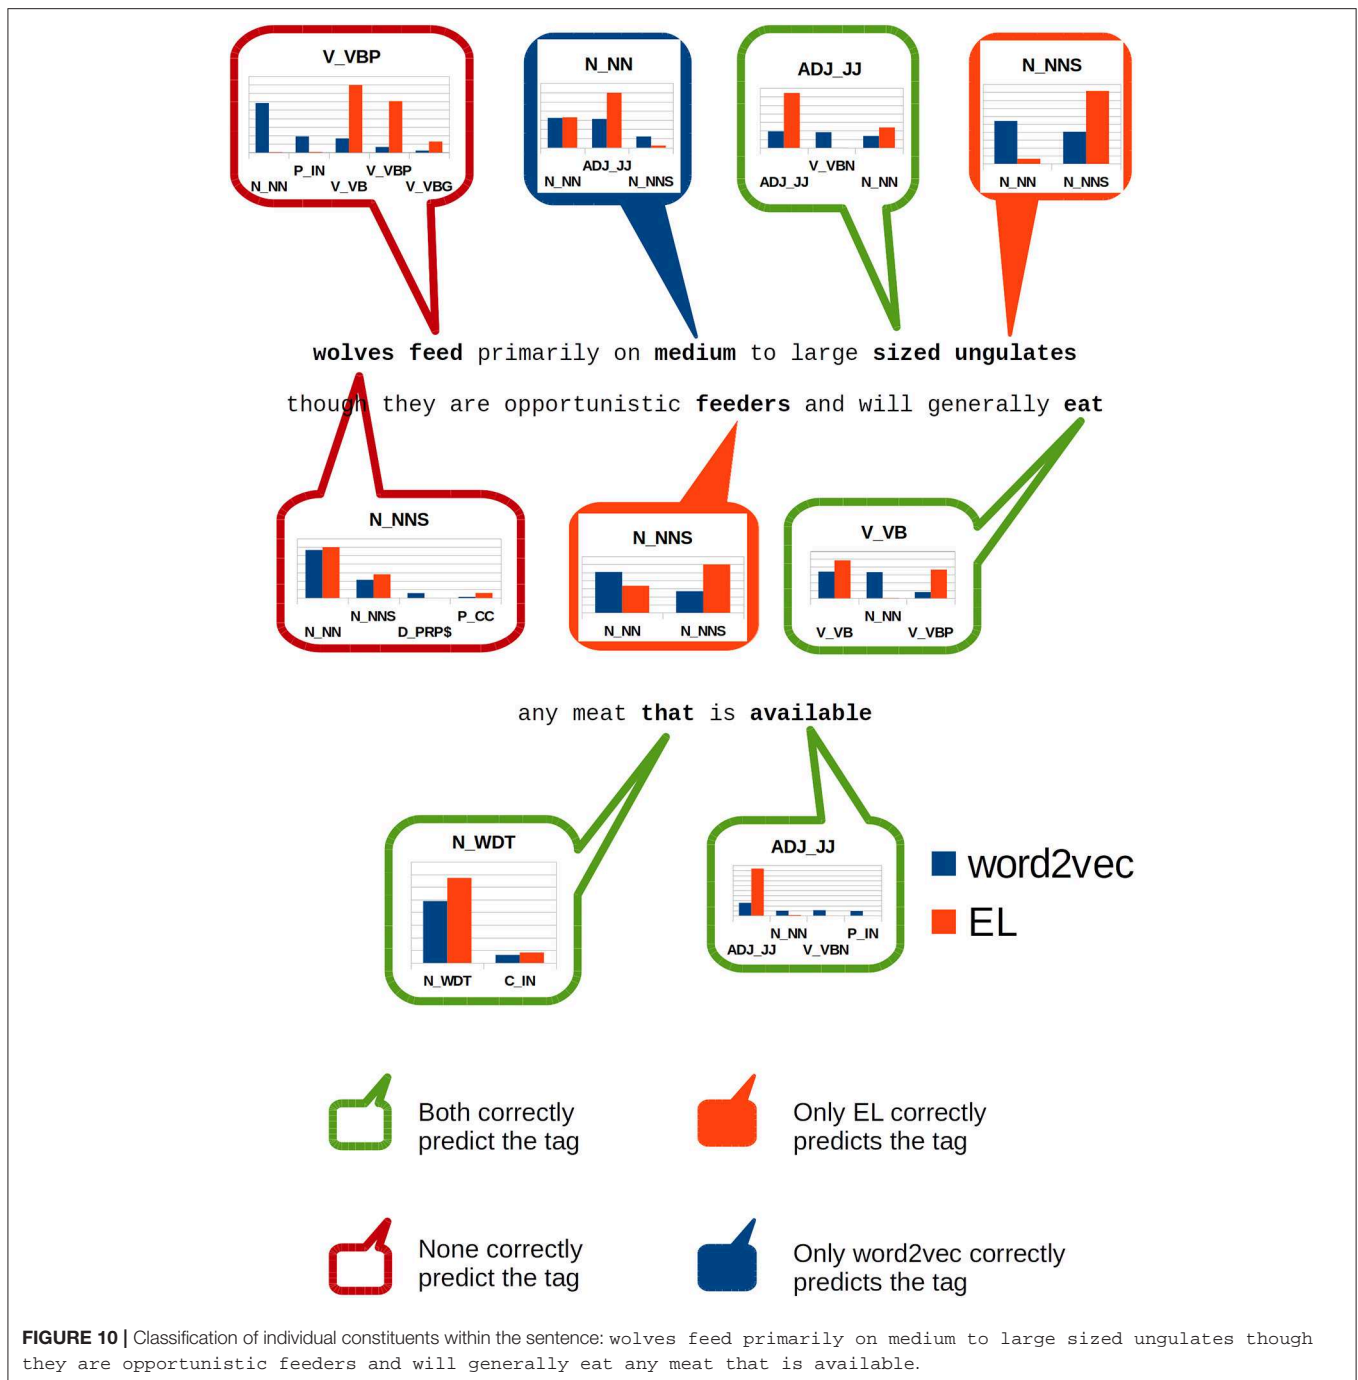 V_VBP
N_NN
ADJ_JJ
N_NNS
P_IN V_VBP
N_NN V_VB V_VBG
ADJ_JJ
N_NN N_NNS
V_VBN
ADJ_JJ N_NN
N_NN N_NNS
wolves feed primarily on medium to large sized ungulates
though they are opportunistic feeders and will generally eat
N_NNS
N_NNS P_CC
N_NN D_PRP$
N_NNS
N_NN N_NNS
V_VB
N_NN
V_VB V_VBP
any meat that is available
N_WDT
N_WDT C_IN
ADJ_JJ
N_NN P_IN
ADJ_JJ V_VBN
word2vec
EL
Both correctly
predict the tag
Only EL correctly
predicts the tag
None correctly
predict the tag
Only word2vec correctly
predicts the tag
FIGURE 10 | Classification of individual constituents within the sentence: wolves feed primarily on medium to large sized ungulates though
they are opportunistic feeders and will generally eat any meat that is available.